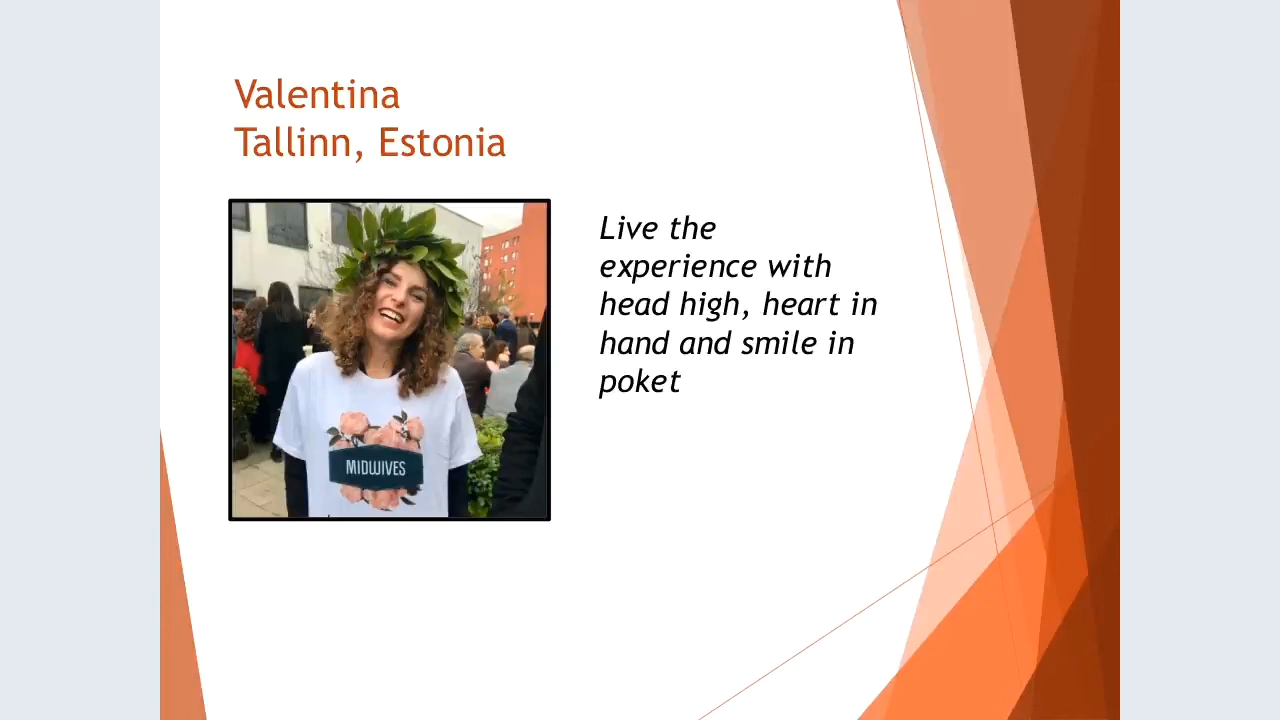 Valentina
Tallinn, Estonia
Live the
experience with
head high, heart in
hand and smile in
poket
MIDWIVES